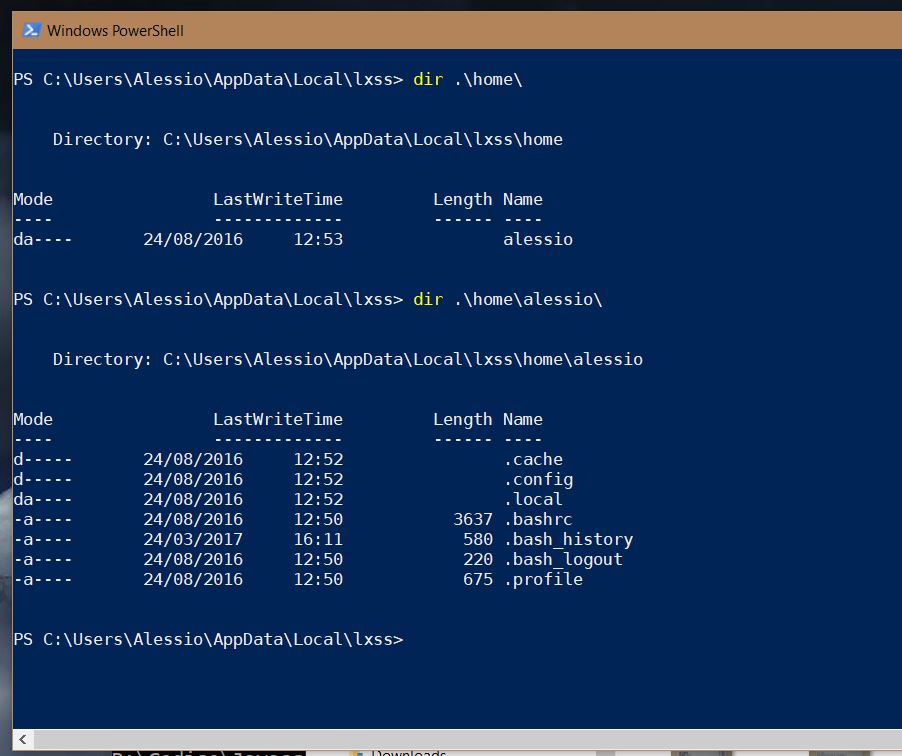 Windows PowerShell
PS C:\Users\Alessio\AppData\Local\lxss> dir .\home\
Directory: C:\Users\Alessio\AppData\Local\lxss\home
Mode LastWriteTime Length Name
---- ------------- ------ ----
da---- 24/08/2016 12:53 alessio
PS C:\Users\Alessio\AppData\Local\lxss> dir .\home\alessio\
Directory: C:\Users\Alessio\AppData\Local\lxss\home\alessio
Mode LastWriteTime Length Name
---- ------------- ------ ----
d----- 24/08/2016 12:52 .cache
d----- 24/08/2016 12:52 .config
da---- 24/08/2016 12:52 .local
-a---- 24/08/2016 12:50 3637 .bashrc
-a---- 24/03/2017 16:11 580 .bash_history
-a---- 24/08/2016 12:50 220 .bash_logout
-a---- 24/08/2016 12:50 675 .profile
PS C:\Users\Alessio\AppData\Local\lxss>
Downloads